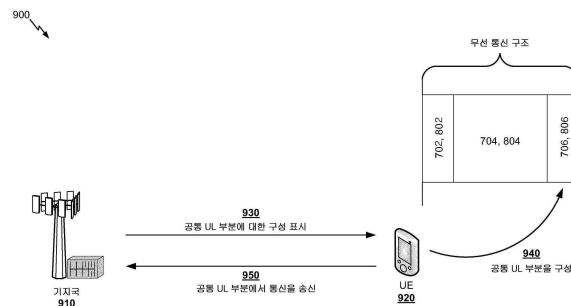 900
무선 통신 구조
702, 802
704, 804
706, 806
930
공통 UL 부분에 대한 구성 표시
950
공통 UL 부분에서 통신을 송신
940
공통 UL 부분을 구성
기지국
910
UE
920